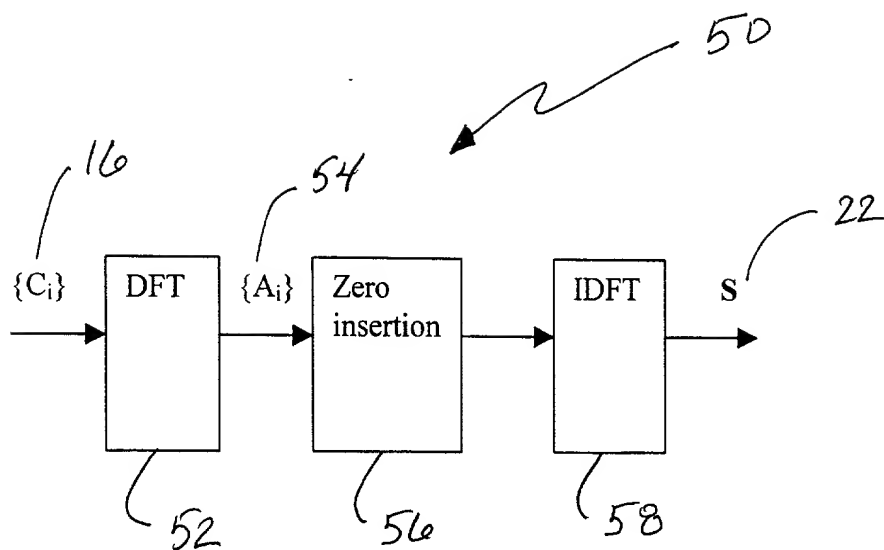 50
16
54
22
{Ci}
DFT
{Ai}
Zero
insertion
IDFT
S
52
56
58